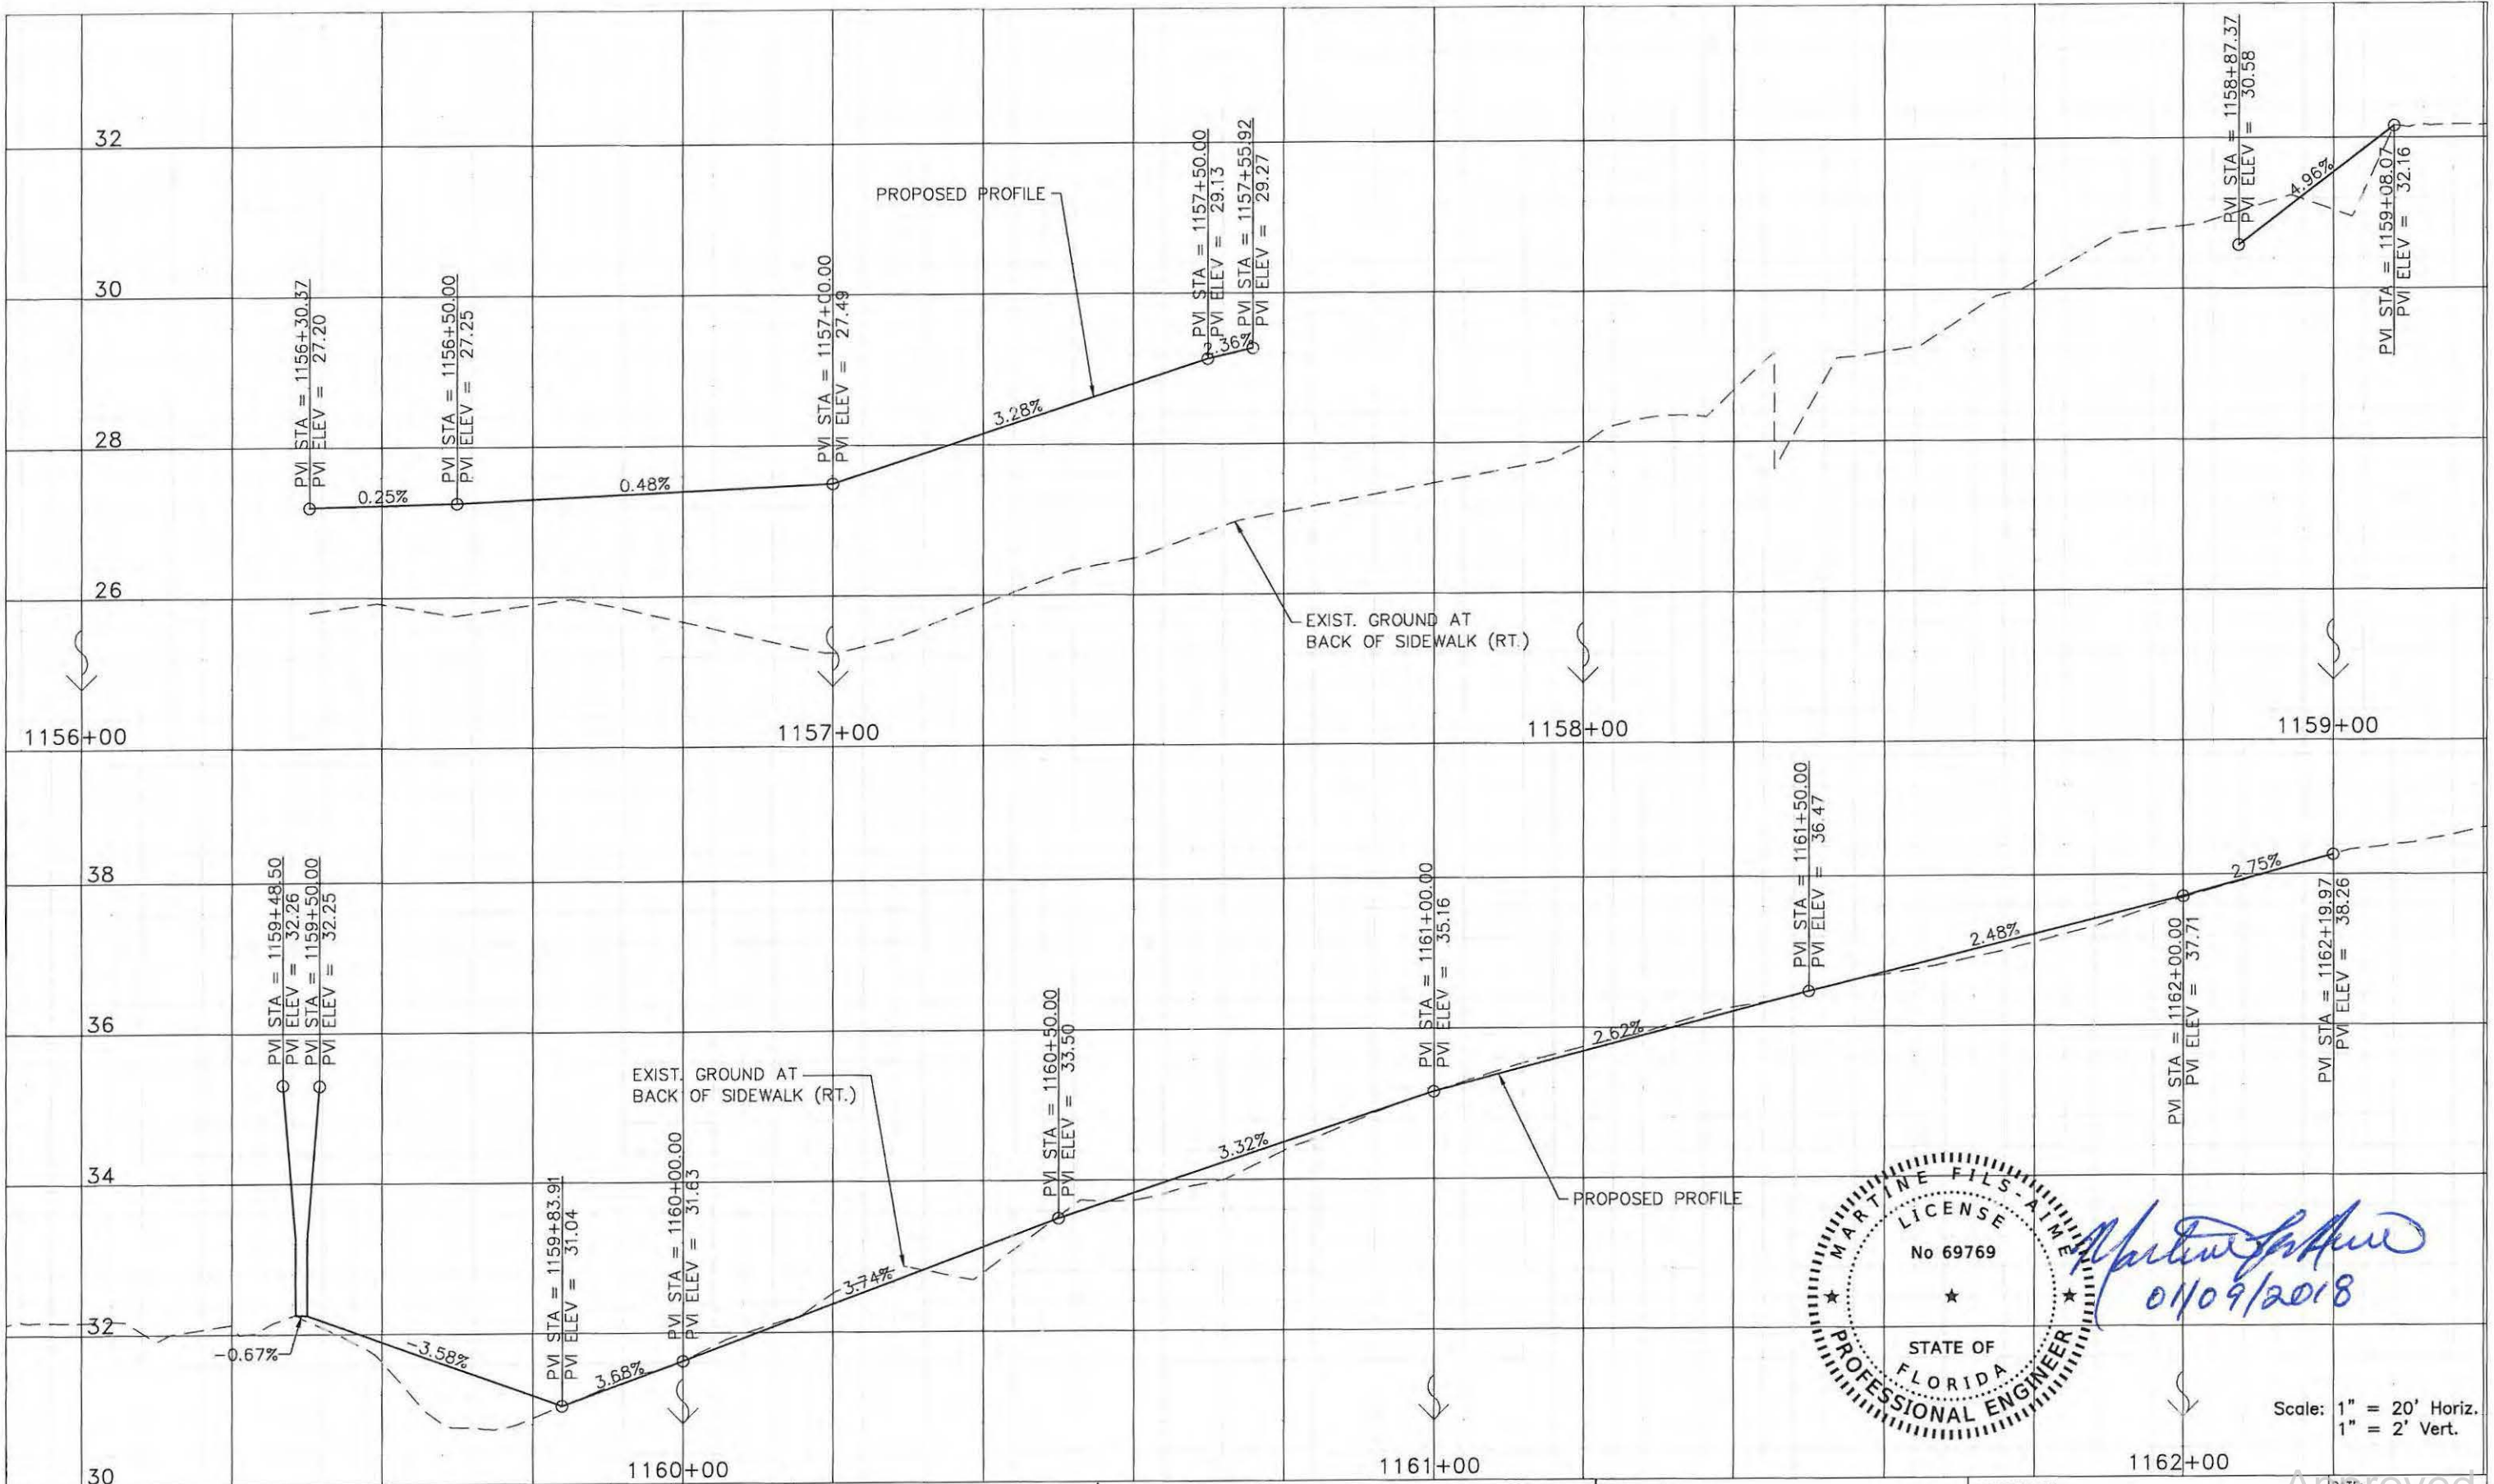 32
30
28
26
PVI STA = 1156+30.37
PVI ELEV = 27.20
0.25%
PVI STA = 1156+50.00
PVI ELEV = 27.25
0.48%
PVI STA = 1157+00.00
PVI ELEV = 27.49
3.28%
PROPOSED PROFILE
PVI STA = 1157+50.00
PVI ELEV = 29.13
2.36%
PVI STA = 1157+55.92
PVI ELEV = 29.27
EXIST. GROUND AT
BACK OF SIDEWALK (RT.)
PVI STA = 1158+87.37
PVI ELEV = 30.58
4.96%
PVI STA = 1159+08.07
PVI ELEV = 32.16
1156+00
1157+00
1158+00
1159+00
38
36
34
32
30
PVI STA = 1159+48.50
PVI ELEV = 32.26
PVI STA = 1159+50.00
PVI ELEV = 32.25
-0.67%
-3.58%
PVI STA = 1159+83.91
PVI ELEV = 31.04
3.68%
PVI STA = 1160+00.00
PVI ELEV = 31.63
EXIST. GROUND AT
BACK OF SIDEWALK (RT.)
3.74%
PVI STA = 1160+50.00
PVI ELEV = 33.50
3.32%
PVI STA = 1161+00.00
PVI ELEV = 35.16
2.62%
PROPOSED PROFILE
PVI STA = 1161+50.00
PVI ELEV = 36.47
2.48%
PVI STA = 1162+00.00
PVI ELEV = 37.71
2.75%
PVI STA = 1162+19.97
PVI ELEV = 38.26
MARTINE FILS-AIME
LICENSE
No 69769
STATE OF
FLORIDA
PROFESSIONAL ENGINEER
01/09/2018
Scale: 1" = 20' Horiz.
1" = 2' Vert.
1160+00
1161+00
1162+00